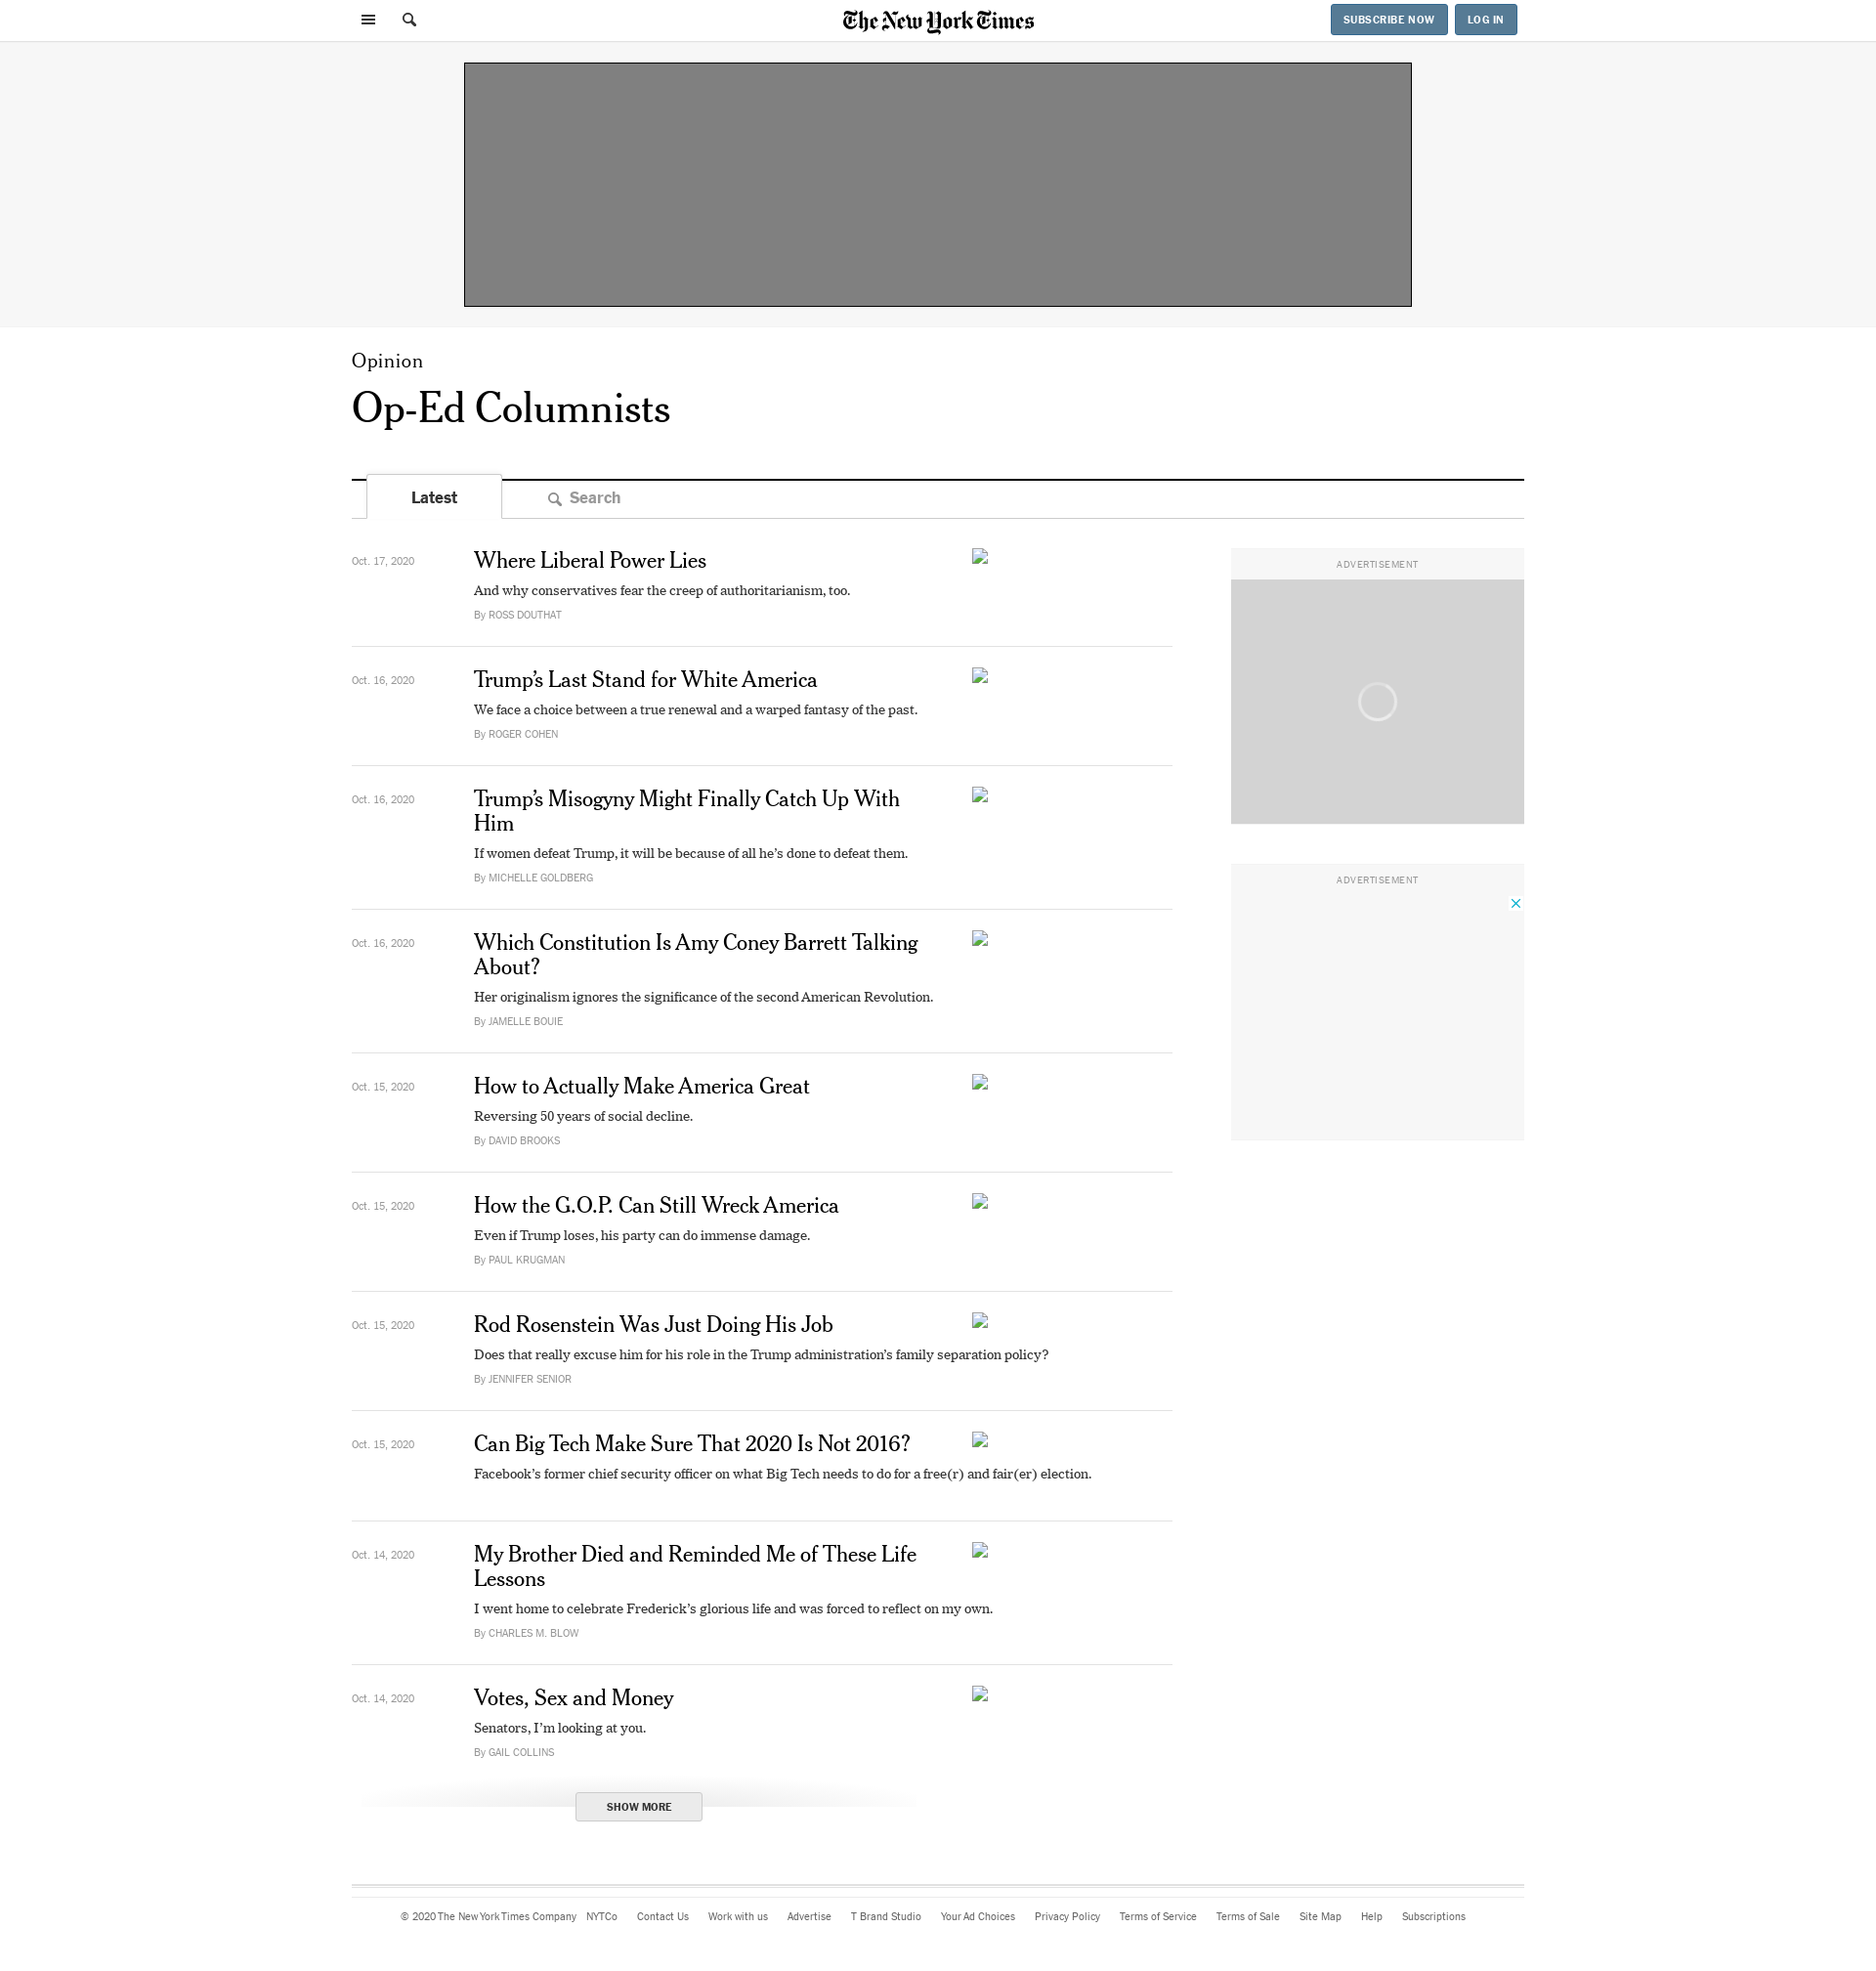 The New York Times
SUBSCRIBE NOW
LOG IN
Opinion
Op-Ed Columnists
Latest
Search
Oct. 17, 2020
Where Liberal Power Lies
And why conservatives fear the creep of authoritarianism, too.
By ROSS DOUTHAT
Oct. 16, 2020
Trump’s Last Stand for White America
We face a choice between a true renewal and a warped fantasy of the past.
By ROGER COHEN
Oct. 16, 2020
Trump’s Misogyny Might Finally Catch Up With
Him
If women defeat Trump, it will be because of all he’s done to defeat them.
By MICHELLE GOLDBERG
Oct. 16, 2020
Which Constitution Is Amy Coney Barrett Talking
About?
Her originalism ignores the significance of the second American Revolution.
By JAMELLE BOUIE
Oct. 15, 2020
How to Actually Make America Great
Reversing 50 years of social decline.
By DAVID BROOKS
Oct. 15, 2020
How the G.O.P. Can Still Wreck America
Even if Trump loses, his party can do immense damage.
By PAUL KRUGMAN
Oct. 15, 2020
Rod Rosenstein Was Just Doing His Job
Does that really excuse him for his role in the Trump administration’s family separation policy?
By JENNIFER SENIOR
Oct. 15, 2020
Can Big Tech Make Sure That 2020 Is Not 2016?
Facebook’s former chief security officer on what Big Tech needs to do for a free(r) and fair(er) election.
Oct. 14, 2020
My Brother Died and Reminded Me of These Life
Lessons
I went home to celebrate Frederick’s glorious life and was forced to reflect on my own.
By CHARLES M. BLOW
Oct. 14, 2020
Votes, Sex and Money
Senators, I’m looking at you.
By GAIL COLLINS
SHOW MORE
ADVERTISEMENT
ADVERTISEMENT
© 2020 The New York Times Company NYTCo Contact Us Work with us Advertise T Brand Studio Your Ad Choices Privacy Policy Terms of Service Terms of Sale Site Map Help Subscriptions